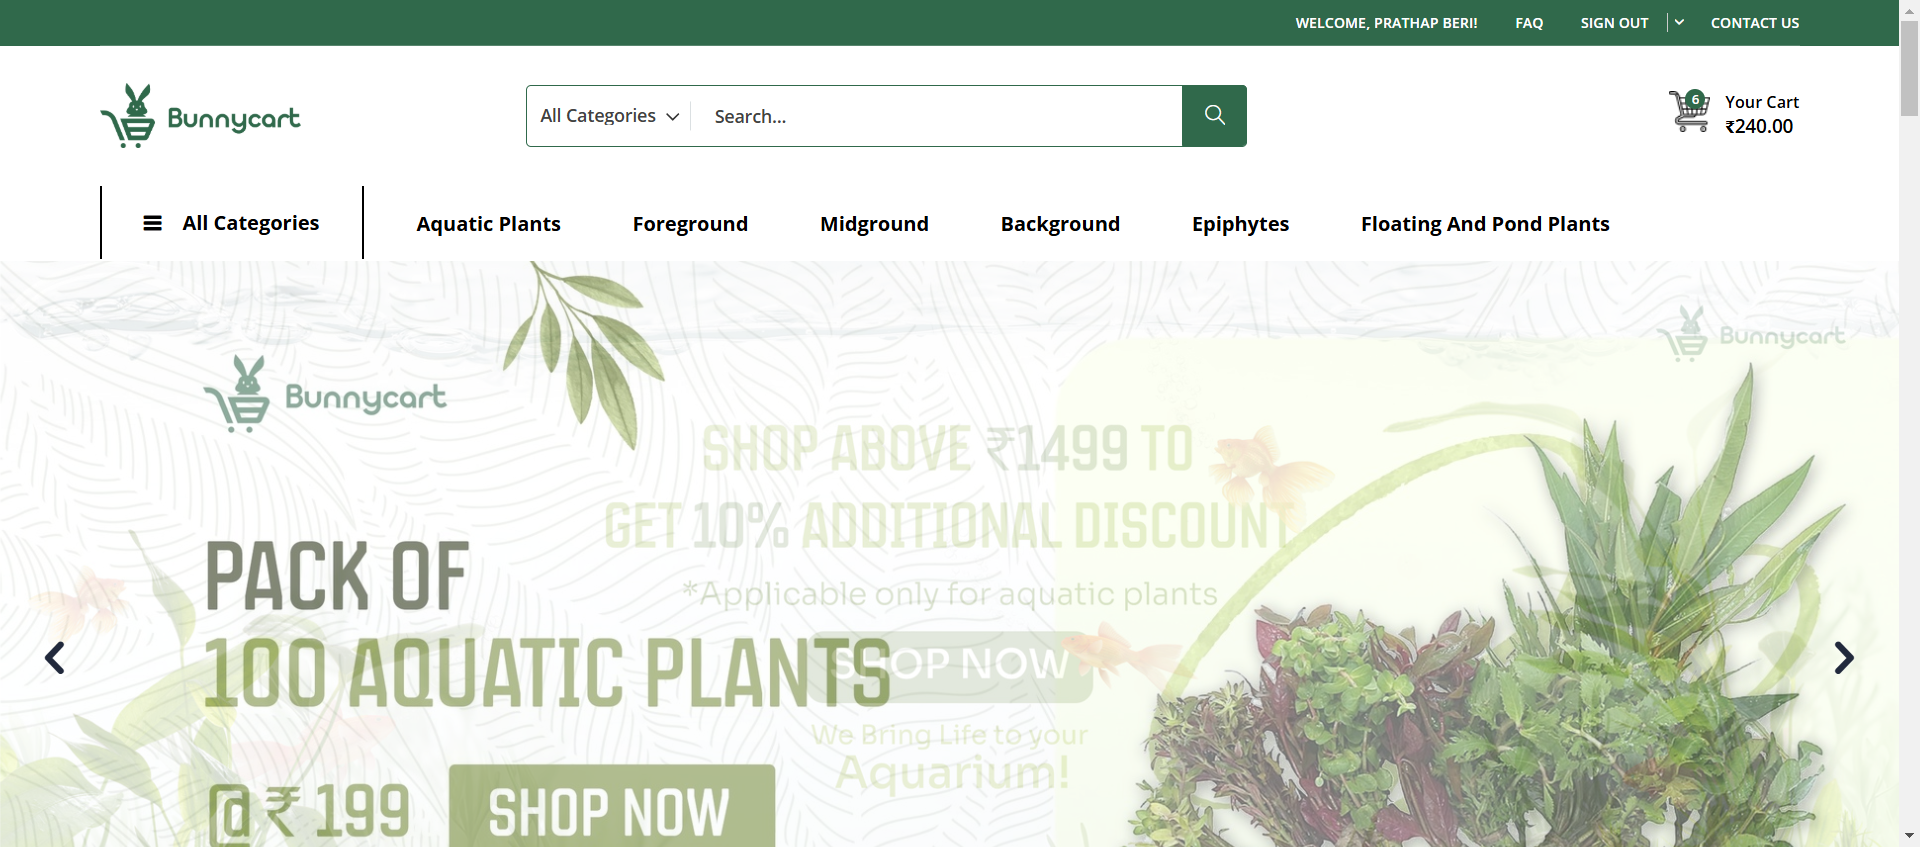 WELCOME, PRATHAP BERI! FAQ SIGN OUT CONTACT US
Bunnycart
All Categories Search...
6
Your Cart
₹240.00
All Categories Aquatic Plants Foreground Midground Background Epiphytes Floating And Pond Plants
Bunnycart
Bunnycart
SHOP ABOVE ₹1499 TO
GET 10% ADDITIONAL DISCOUNT
*Applicable only for aquatic plants
SHOP NOW
We Bring Life to your
Aquarium!
PACK OF
100 AQUATIC PLANTS
@ ₹ 199
SHOP NOW